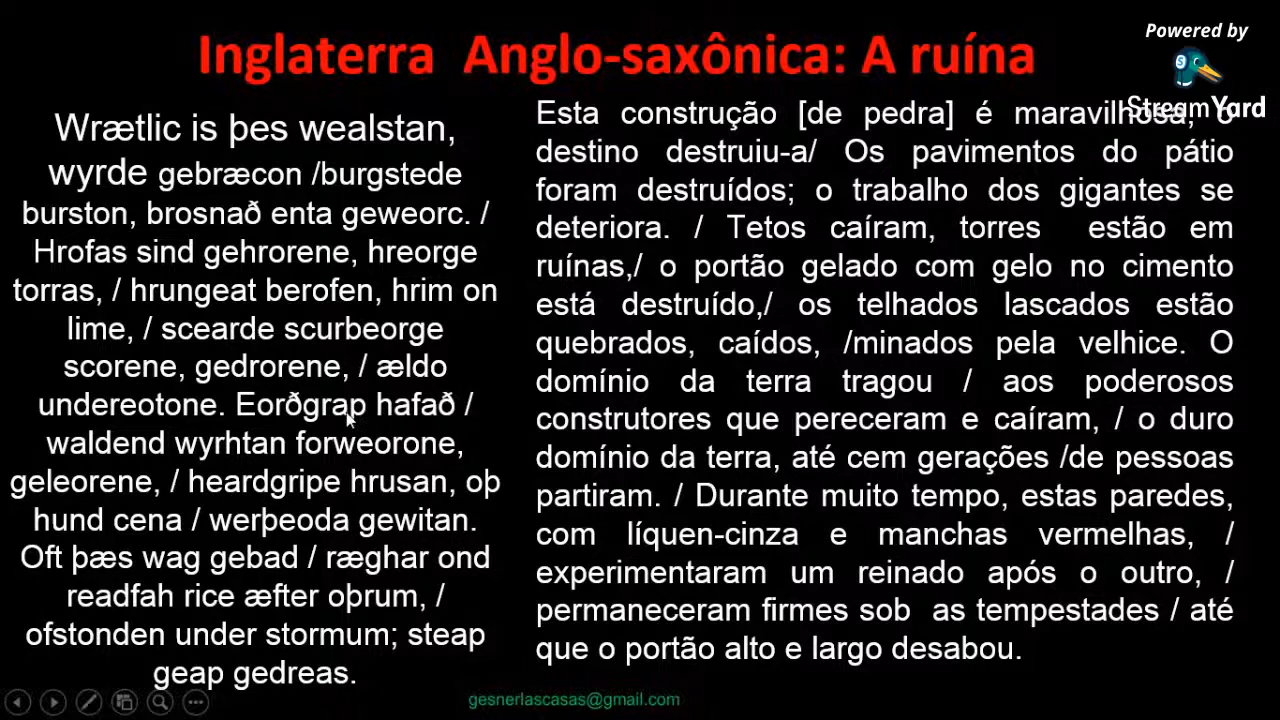 Inglaterra Anglo-saxônica: A ruína
Powered by
StreamYard
Wrætlic is þes wealstan,
wyrde gebræcon /burgstede
burston, brosnað enta geweorc. /
Hrofas sind gehrorene, hreorge
torras, / hrungeat berofen, hrim on
lime, / scearde scurbeorge
scorene, gedrorene, / ældo
undereotone. Eorðgrap hafað /
waldend wyrhtan forweorone,
geleorene, / heardgripe hrusan, oþ
hund cena / werþeoda gewitan.
Oft þæs wag gebad / ræghar ond
readfah rice æfter oþrum, /
ofstonden under stormum; steap
geap gedreas.
Esta construção [de pedra] é maravilhosa, o
destino destruiu-a/ Os pavimentos do pátio
foram destruídos; o trabalho dos gigantes se
deteriora. / Tetos caíram, torres estão em
ruínas,/ o portão gelado com gelo no cimento
está destruído,/ os telhados lascados estão
quebrados, caídos, /minados pela velhice. O
domínio da terra tragou / aos poderosos
construtores que pereceram e caíram, / o duro
domínio da terra, até cem gerações /de pessoas
partiram. / Durante muito tempo, estas paredes,
com líquen-cinza e manchas vermelhas, /
experimentaram um reinado após o outro, /
permaneceram firmes sob as tempestades / até
que o portão alto e largo desabou.
gesnerlascasas@gmail.com